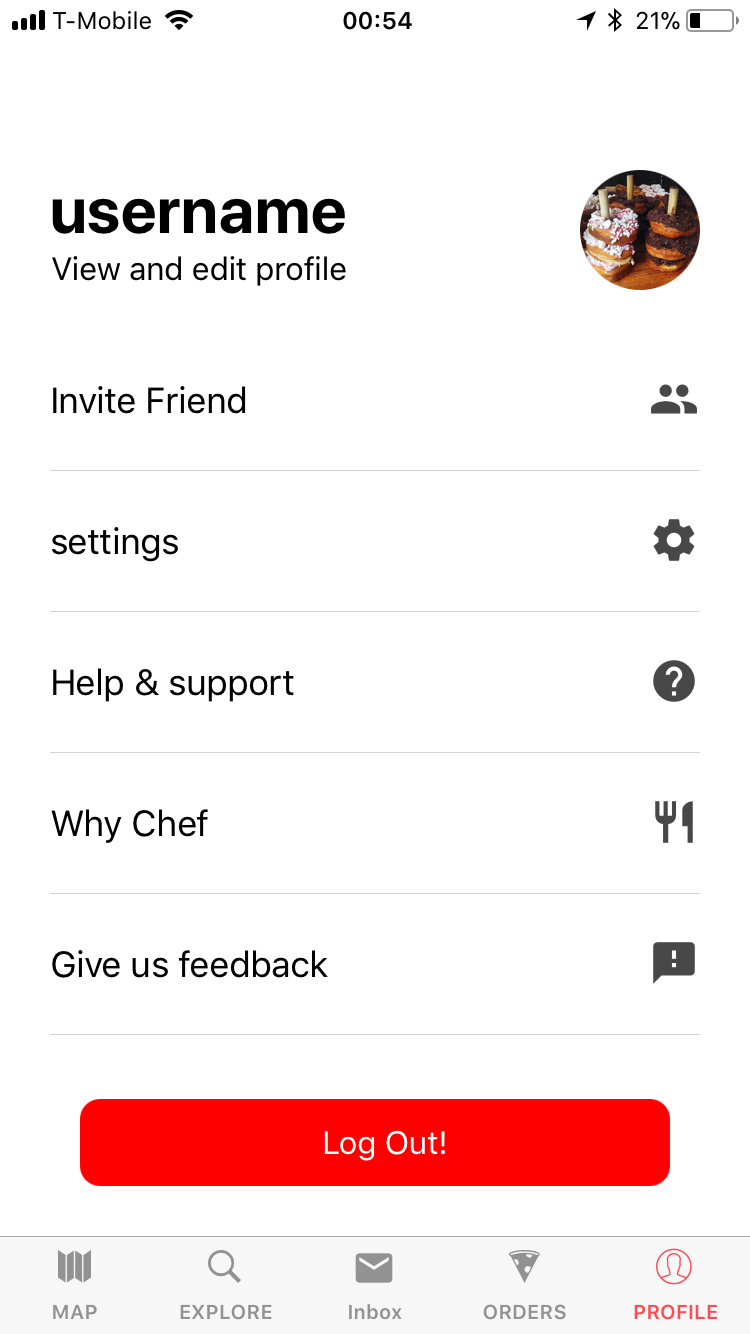 T-Mobile 00:54 21%
username
View and edit profile
Invite Friend
settings
Help & support
Why Chef
Give us feedback
Log Out!
MAP EXPLORE Inbox ORDERS PROFILE